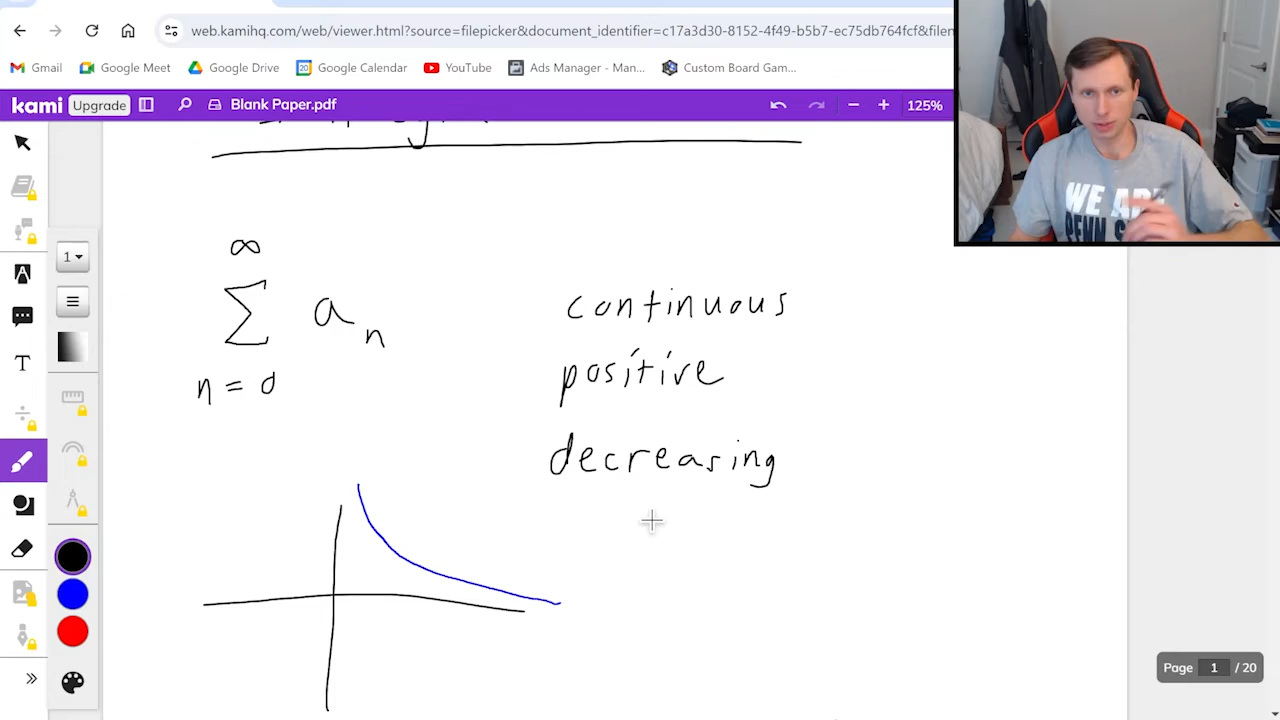 web.kamihq.com/web/viewer.html?source=filepicker&document_identifier=c17a3d30-8152-4f49-b5b7-ec75db764fcf&filen
Gmail Google Meet Google Drive Google Calendar YouTube Ads Manager - Man... Custom Board Gam...
kami Upgrade Blank Paper.pdf 125%
1
T
∞
∑ a n
n = 0
continuous
positive
decreasing
WE ARE
PENN
Page 1 / 20